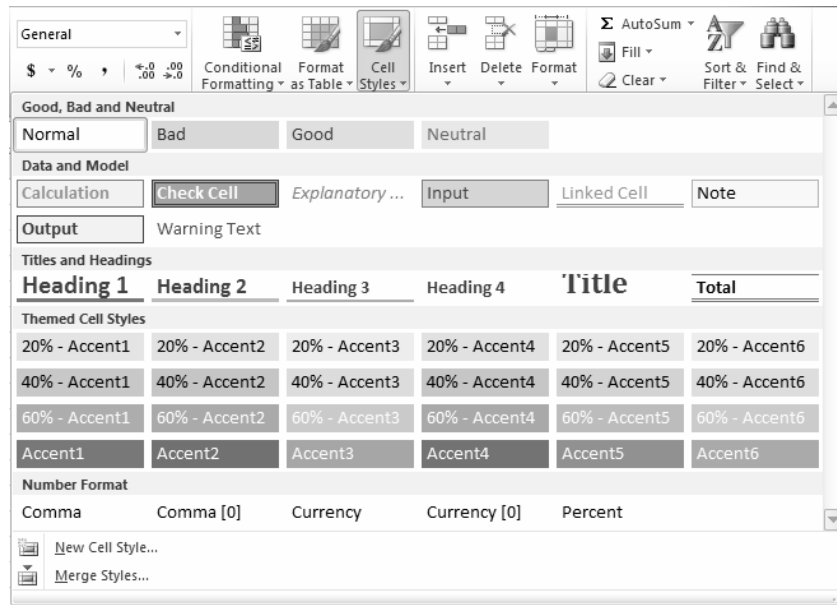 General
$ % , .0 .00 .00 .0
Conditional Formatting
Format as Table
Cell Styles
Insert
Delete
Format
Σ AutoSum
Fill
Clear
Sort & Filter
Find & Select
Good, Bad and Neutral
Normal Bad Good Neutral
Data and Model
Calculation Check Cell Explanatory ... Input Linked Cell Note
Output Warning Text
Titles and Headings
Heading 1 Heading 2 Heading 3 Heading 4 Title Total
Themed Cell Styles
20% - Accent1 20% - Accent2 20% - Accent3 20% - Accent4 20% - Accent5 20% - Accent6
40% - Accent1 40% - Accent2 40% - Accent3 40% - Accent4 40% - Accent5 40% - Accent6
60% - Accent1 60% - Accent2 60% - Accent3 60% - Accent4 60% - Accent5 60% - Accent6
Accent1 Accent2 Accent3 Accent4 Accent5 Accent6
Number Format
Comma Comma [0] Currency Currency [0] Percent
New Cell Style...
Merge Styles...